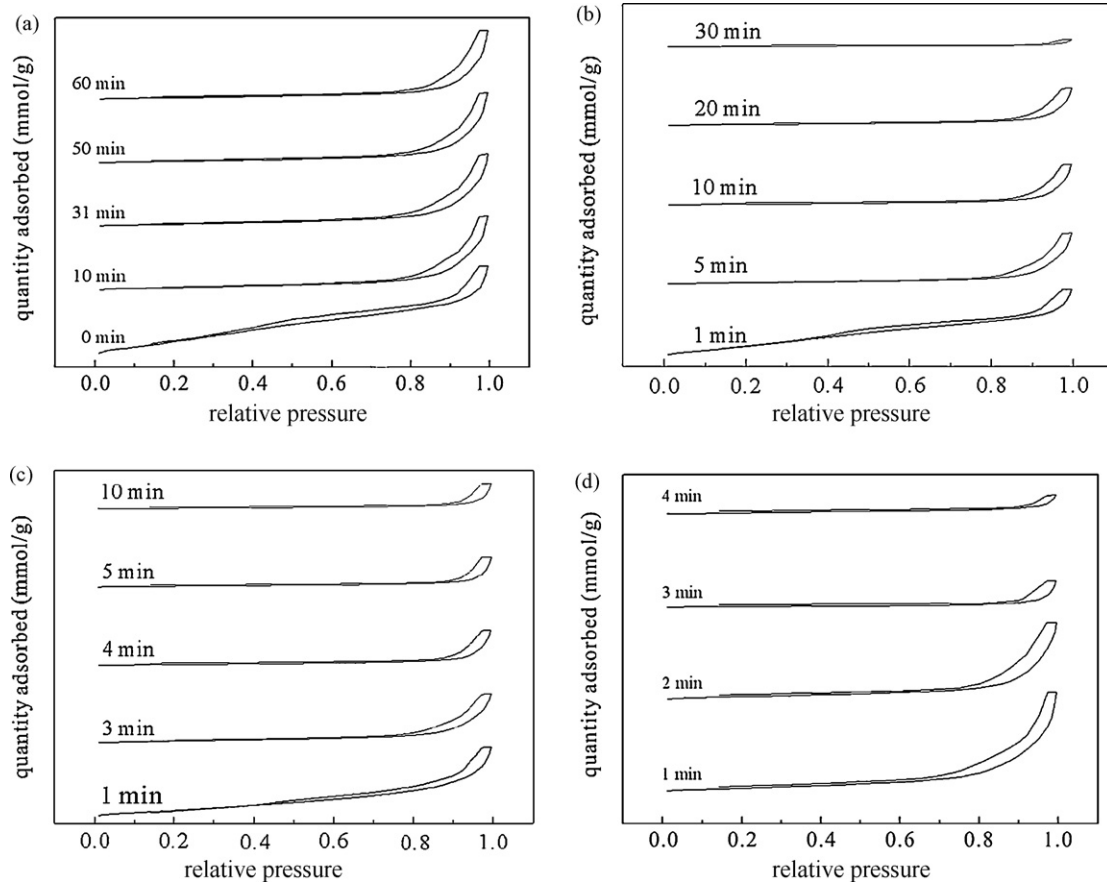 (a)
quantity adsorbed (mmol/g)
60 min
50 min
31 min
10 min
0 min
0.0 0.2 0.4 0.6 0.8 1.0
relative pressure
(b)
quantity adsorbed (mmol/g)
30 min
20 min
10 min
5 min
1 min
0.0 0.2 0.4 0.6 0.8 1.0
relative pressure
(c)
quantity adsorbed (mmol/g)
10 min
5 min
4 min
3 min
1 min
0.0 0.2 0.4 0.6 0.8 1.0
relative pressure
(d)
quantity adsorbed (mmol/g)
4 min
3 min
2 min
1 min
0.0 0.2 0.4 0.6 0.8 1.0
relative pressure